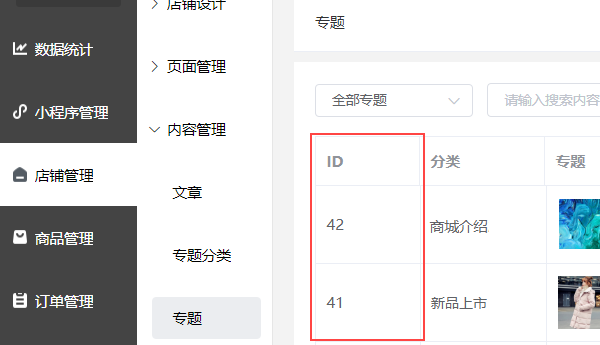 店铺设计
数据统计
页面管理
小程序管理
内容管理
店铺管理
文章
商品管理
专题分类
订单管理
专题
专题
全部专题
请输入搜索内容
ID 分类 专题
42 商城介绍
41 新品上市